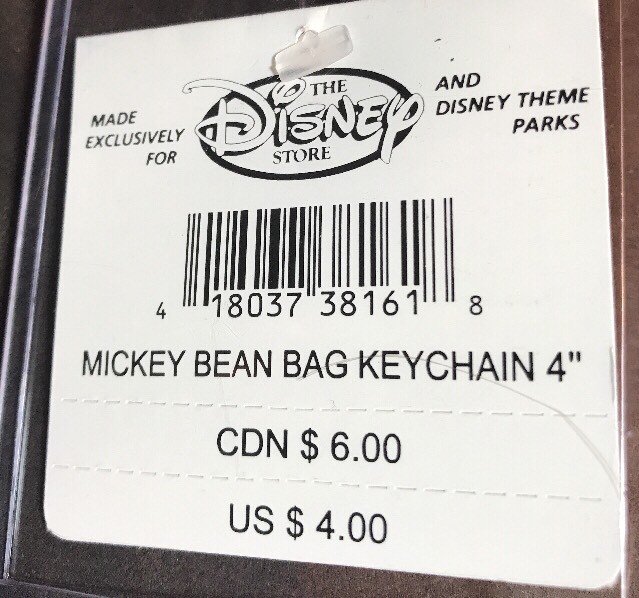 MADE
EXCLUSIVELY
FOR
THE
DISNEY
STORE
AND
DISNEY THEME
PARKS
4 18037 38161 8
MICKEY BEAN BAG KEYCHAIN 4"
CDN $ 6.00
US $ 4.00